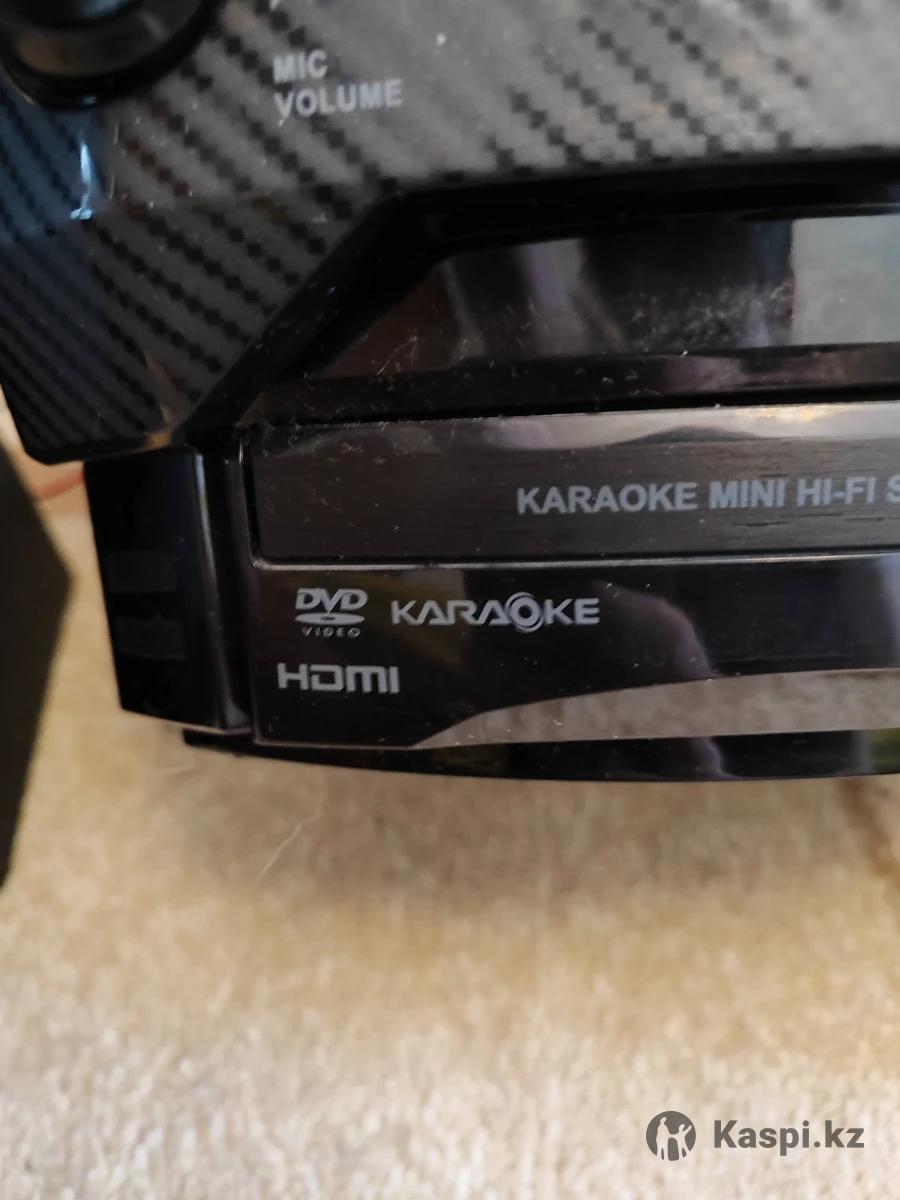 MIC
VOLUME
KARAOKE MINI HI-FI S
DVD
VIDEO
KARAOKE
HDMI
Kaspi.kz